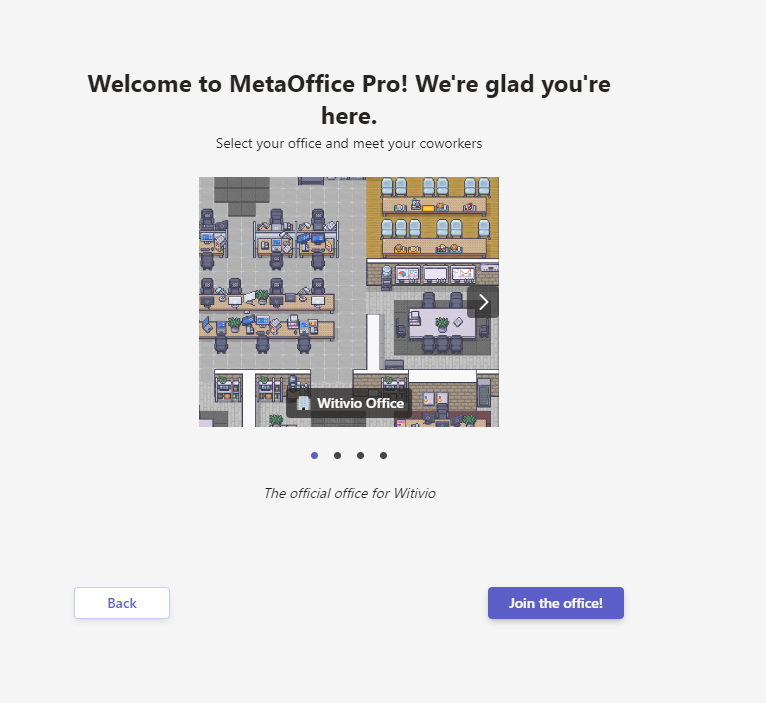 Welcome to MetaOffice Pro! We're glad you're
here.
Select your office and meet your coworkers
Witivio Office
The official office for Witivio
Back
Join the office!